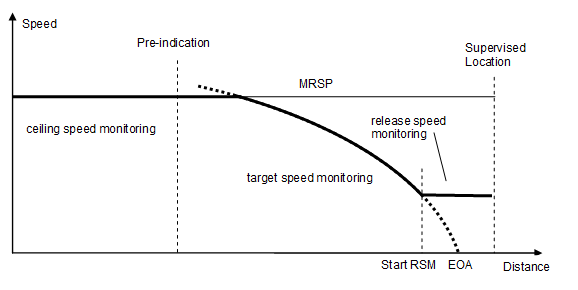 Speed
Pre-indication
Supervised
Location
MRSP
ceiling speed monitoring
release speed
monitoring
target speed monitoring
Start RSM
EOA
Distance